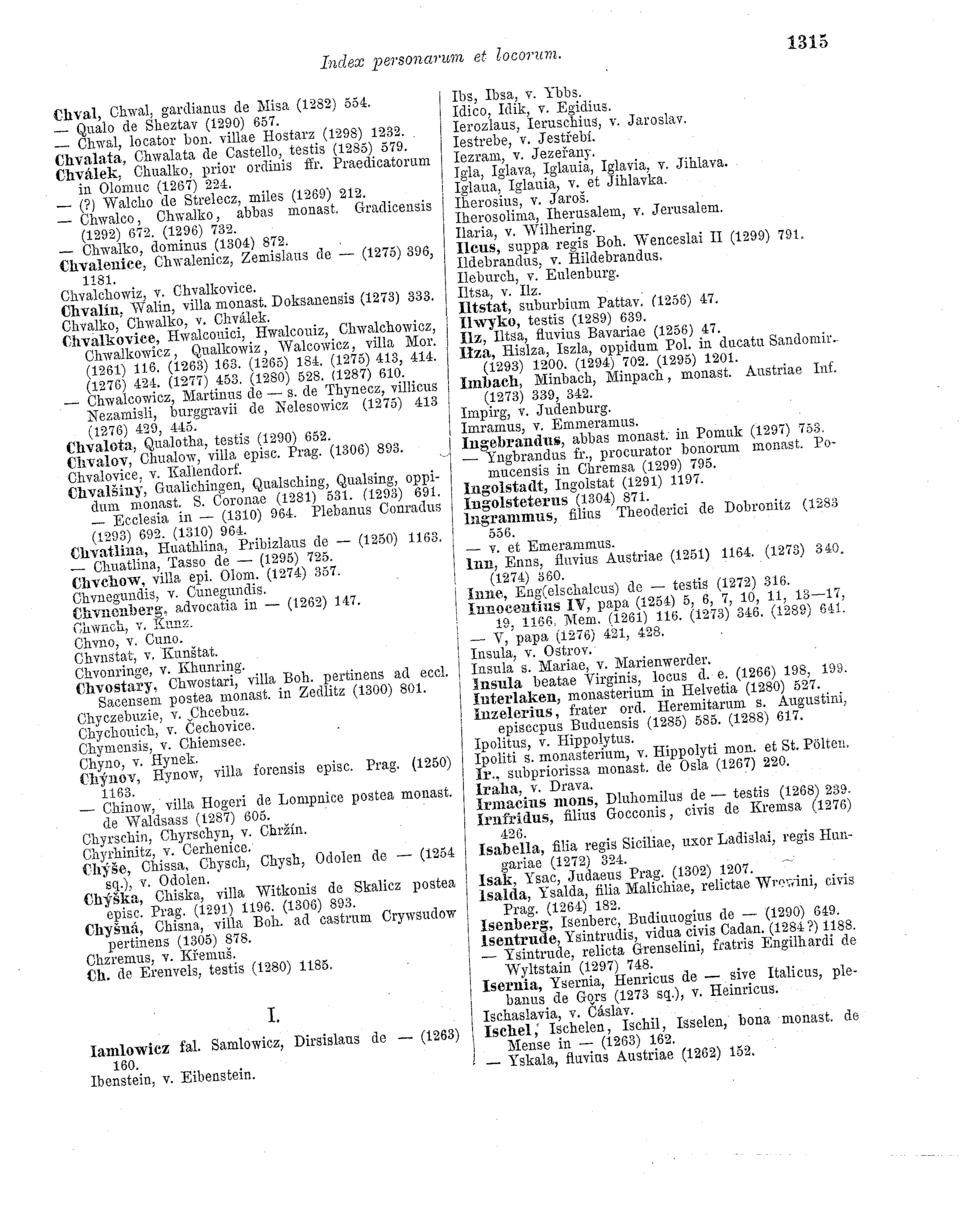 Index personarum et locorum.
1315
Chval, Chwal, gardianus de Misa (1282) 554.
— Qualo de Sheztav (1290) 657.
— Chwal, locator bon. villae Hostarz (1298) 1232.
Chvalata, Chwalata de Castello, testis (1285) 579.
Chválek, Chualko, prior ordinis ffr. Praedicatorum
in Olomuc (1267) 224.
— (?) Walcho de Strelecz, miles (1269) 212.
— Chwalco, Chwalko, abbas monast. Gradicensis
(1292) 672. (1296) 732.
— Chwalko, dominus (1304) 872.
Chvalenice, Chwalenicz, Zemislaus de — (1275) 396,
1181.
Chvalchowiz, v. Chvalkovice.
Chvalín, Walin, villa monast. Doksanensis (1273) 333.
Chvalko, Chwalko, v. Chválek.
Chvalkovice, Hwalcouici, Hwalcouiz, Chwalchowicz,
Chwalkowicz, Qualkowiz, Walcowicz, villa Mor.
(1261) 116. (1263) 163. (1265) 184. (1275) 413, 414.
(1276) 424. (1277) 453. (1280) 528. (1287) 610.
— Chwalcowicz, Martinus de — s. de Thynecz, villicus
Nezamisli, burggravii de Nelesowicz (1275) 413
(1276) 429, 445.
Chvalota, Qualotha, testis (1290) 652.
Chvalov, Chualow, villa episc. Prag. (1306) 893.
Chvalovice, v. Kallendorf.
Chvalšiny, Gualichingen, Qualsching, Qualsing, oppi-
dum monast. S. Coronae (1281) 531. (1293) 691.
— Ecclesia in — (1310) 964. Plebanus Conradus
(1293) 692. (1310) 964.
Chvatlina, Huathlina, Pribizlaus de — (1250) 1163.
— Chuatlina, Tasso de — (1295) 725.
Chvchow, villa epi. Olom. (1274) 357.
Chvnegundis, v. Cunegundis.
Chvnenberg, advocatia in — (1262) 147.
Chwnch, v. Kunz.
Chvno, v. Cuno.
Chvnstat, v. Kunštat.
Chvonringe, v. Khunring.
Chvostary, Chwostari, villa Boh. pertinens ad eccl.
Sacensem postea monast. in Zedlitz (1300) 801.
Chyczebuzie, v. Chcebuz.
Chychouich, v. Čechovice.
Chymensis, v. Chiemsee.
Chyno, v. Hynek.
Chýnov, Hynow, villa forensis episc. Prag. (1250)
1163.
— Chinow, villa Hogeri de Lompnice postea monast.
de Waldsass (1287) 605.
Chyrschin, Chyrschyn, v. Chržín.
Chyrhinitz, v. Cerhenice.
Chýše, Chissa, Chysch, Chysh, Odolen de — (1254
sq.), v. Odolen.
Chýška, Chiska, villa Witkonis de Skalicz postea
episc. Prag. (1291) 1196. (1306) 893.
Chyšná, Chisna, villa Boh. ad castrum Crywsudow
pertinens (1305) 878.
Chzremus, v. Křemuš.
Ch. de Erenvels, testis (1280) 1185.
I.
Iamlowicz fal. Samlowicz, Dirsislaus de — (1263)
160.
Ibenstein, v. Eibenstein.
Ibs, Ibsa, v. Ybbs.
Idico, Idik, v. Egidius.
Ierozlaus, Ieruschius, v. Jaroslav.
Iestrebe, v. Jestřebí.
Iezram, v. Jezeřany.
Igla, Iglava, Iglauia, Iglavia, v. Jihlava.
Iglaua, Iglauia, v. et Jihlavka.
Iherosius, v. Jaroš.
Iherosolima, Iherusalem, v. Jerusalem.
Ilaria, v. Wilhering.
Ilcus, suppa regis Boh. Wenceslai II (1299) 791.
Ildebrandus, v. Hildebrandus.
Ileburch, v. Eulenburg.
Iltsa, v. Ilz.
Iltstat, suburbium Pattav. (1256) 47.
Ilwyko, testis (1289) 639.
Ilz, Iltsa, fluvius Bavariae (1256) 47.
Iłza, Hislza, Iszla, oppidum Pol. in ducatu Sandomir.
(1293) 1200. (1294) 702. (1295) 1201.
Imbach, Minbach, Minpach, monast. Austriae Inf.
(1273) 339, 342.
Impirg, v. Judenburg.
Imramus, v. Emmeramus.
Ingebrandus, abbas monast. in Pomuk (1297) 753.
— Yngbrandus fr., procurator bonorum monast. Po-
mucensis in Chremsa (1299) 795.
Ingolstadt, Ingolstat (1291) 1197.
Ingolsteterus (1304) 871.
Ingrammus, filius Theoderici de Dobronitz (1283
556.
— v. et Emerammus.
Inn, Enns, fluvius Austriae (1251) 1164. (1273) 340.
(1274) 360.
Inne, Eng(elschalcus) de — testis (1272) 316.
Innocentius IV, papa (1254) 5, 6, 7, 10, 11, 13—17,
19, 1166. Mem. (1261) 116. (1273) 346. (1289) 641.
— V, papa (1276) 421, 428.
Insula, v. Ostrov.
Insula s. Mariae, v. Marienwerder.
Insula beatae Virginis, locus d. e. (1266) 198, 199.
Interlaken, monasterium in Helvetia (1280) 527.
Inzelerius, frater ord. Heremitarum s. Augustini,
episccpus Buduensis (1285) 585. (1288) 617.
Ipolitus, v. Hippolytus.
Ipoliti s. monasterium, v. Hippolyti mon. et St. Pölten.
Ir., subpriorissa monast. de Osla (1267) 220.
Iraha, v. Drava.
Irmacius mons, Dluhomilus de — testis (1268) 239.
Irnfridus, filius Gocconis, civis de Kremsa (1276)
426.
Isabella, filia regis Siciliae, uxor Ladislai, regis Hun-
gariae (1272) 324.
Isak, Ysac, Judaeus Prag. (1302) 1207.
Isalda, Ysalda, filia Malichiae, relictae Wrowini, civis
Prag. (1264) 182.
Isenberg, Isenberc, Budiuuogius de — (1290) 649.
Isentrude, Ysintrudis, vidua civis Cadan. (1284?) 1188.
— Ysintrude, relicta Grenselini, fratris Engilhardi de
Wyltstain (1297) 748.
Isernia, Ysernia, Henricus de — sive Italicus, ple-
banus de Gors (1273 sq.), v. Heinricus.
Ischaslavia, v. Čáslav.
Ischel, Ischelen, Ischil, Isselen, bona monast. de
Mense in — (1263) 162.
— Yskala, fluvius Austriae (1262) 152.